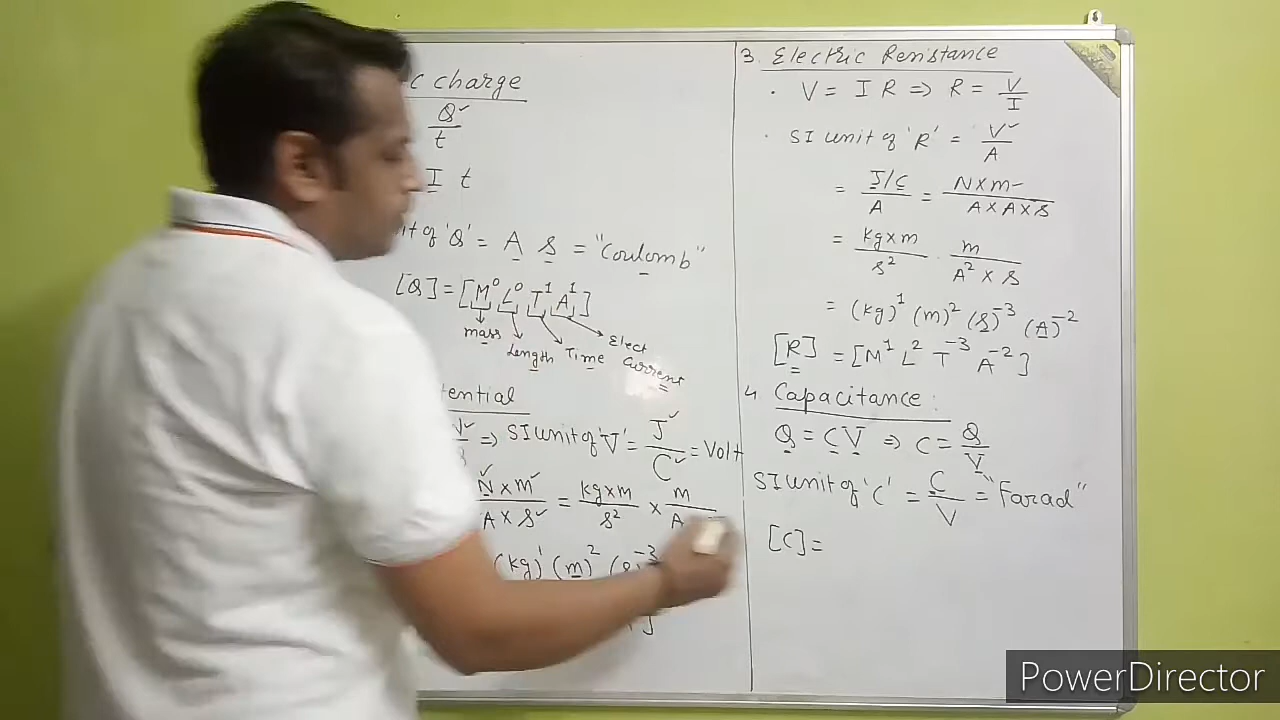 c charge
Q/t
I t
it of 'Q' = A S = "Coulomb"
[Q] = [M⁰ L⁰ T¹ A¹]
mass Length Time Elect Current
tential
⇒ SI unit of 'V' = J/C = Volt
N×m / A×S = kg×m / s² × m / A
(kg)¹ (m)² (s)⁻³
3. Electric Resistance
. V = I R ⇒ R = V/I
. SI unit of 'R' = V/A
= J/C / A = N×m / A×A×S
= kg×m / s² . m / A²×S
= (kg)¹ (m)² (s)⁻³ (A)⁻²
[R] = [M¹ L² T⁻³ A⁻²]
4 Capacitance :
Q = C V ⇒ C = Q/V
SI unit of 'C' = C/V = "Farad"
[C] =
PowerDirector